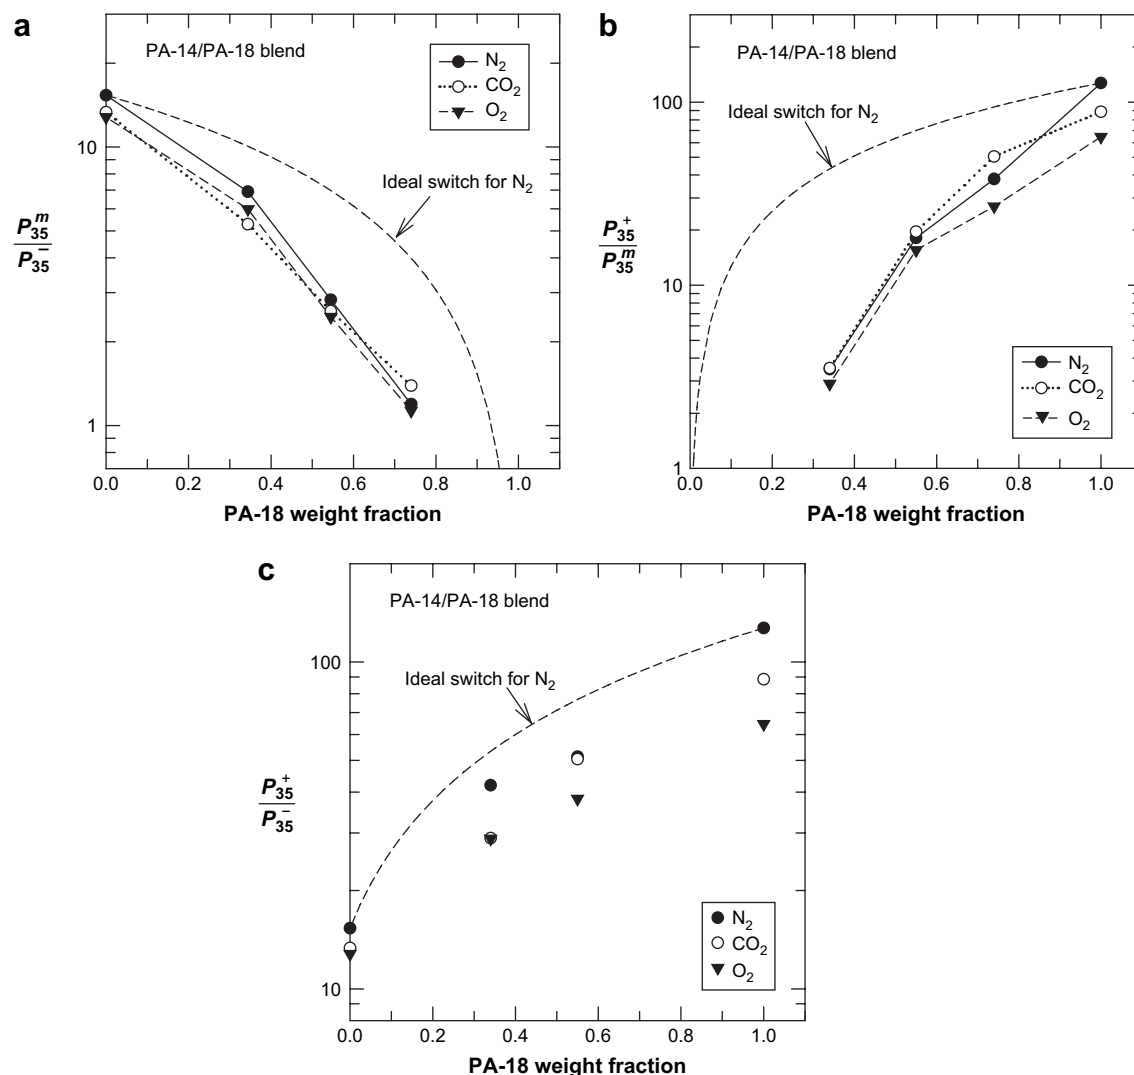 a
PA-14/PA-18 blend
N2
CO2
O2
Ideal switch for N2
10
1
P35^m
P35^−
0.0 0.2 0.4 0.6 0.8 1.0
PA-18 weight fraction
b
PA-14/PA-18 blend
Ideal switch for N2
100
10
1
P35^+
P35^m
N2
CO2
O2
0.0 0.2 0.4 0.6 0.8 1.0
PA-18 weight fraction
c
PA-14/PA-18 blend
Ideal switch for N2
100
10
P35^+
P35^−
N2
CO2
O2
0.0 0.2 0.4 0.6 0.8 1.0
PA-18 weight fraction